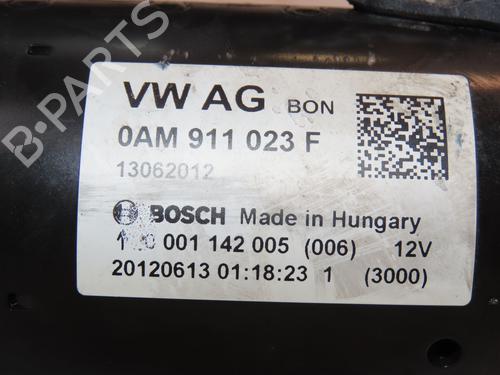 VW AG BON
0AM 911 023 F
13062012
BOSCH Made in Hungary
001 142 005 (006) 12V
20120613 01:18:23 1 (3000)